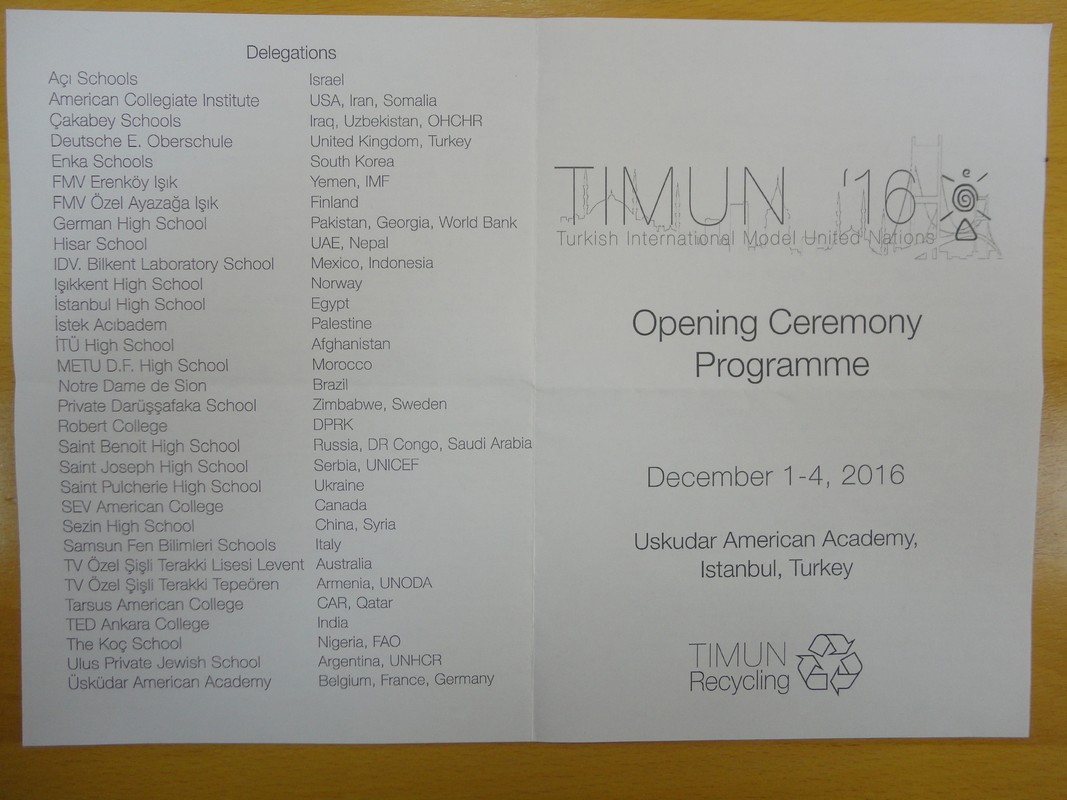 Delegations
Açı Schools Israel
American Collegiate Institute USA, Iran, Somalia
Çakabey Schools Iraq, Uzbekistan, OHCHR
Deutsche E. Oberschule United Kingdom, Turkey
Enka Schools South Korea
FMV Erenköy Işık Yemen, IMF
FMV Özel Ayazağa Işık Finland
German High School Pakistan, Georgia, World Bank
Hisar School UAE, Nepal
IDV. Bilkent Laboratory School Mexico, Indonesia
Işıkkent High School Norway
İstanbul High School Egypt
İstek Acıbadem Palestine
İTÜ High School Afghanistan
METU D.F. High School Morocco
Notre Dame de Sion Brazil
Private Darüşşafaka School Zimbabwe, Sweden
Robert College DPRK
Saint Benoit High School Russia, DR Congo, Saudi Arabia
Saint Joseph High School Serbia, UNICEF
Saint Pulcherie High School Ukraine
SEV American College Canada
Sezin High School China, Syria
Samsun Fen Bilimleri Schools Italy
TV Özel Şişli Terakki Lisesi Levent Australia
TV Özel Şişli Terakki Tepeören Armenia, UNODA
Tarsus American College CAR, Qatar
TED Ankara College India
The Koç School Nigeria, FAO
Ulus Private Jewish School Argentina, UNHCR
Üsküdar American Academy Belgium, France, Germany
TIMUN '16
Turkish International Model United Nations
Opening Ceremony
Programme
December 1-4, 2016
Uskudar American Academy,
Istanbul, Turkey
TIMUN
Recycling